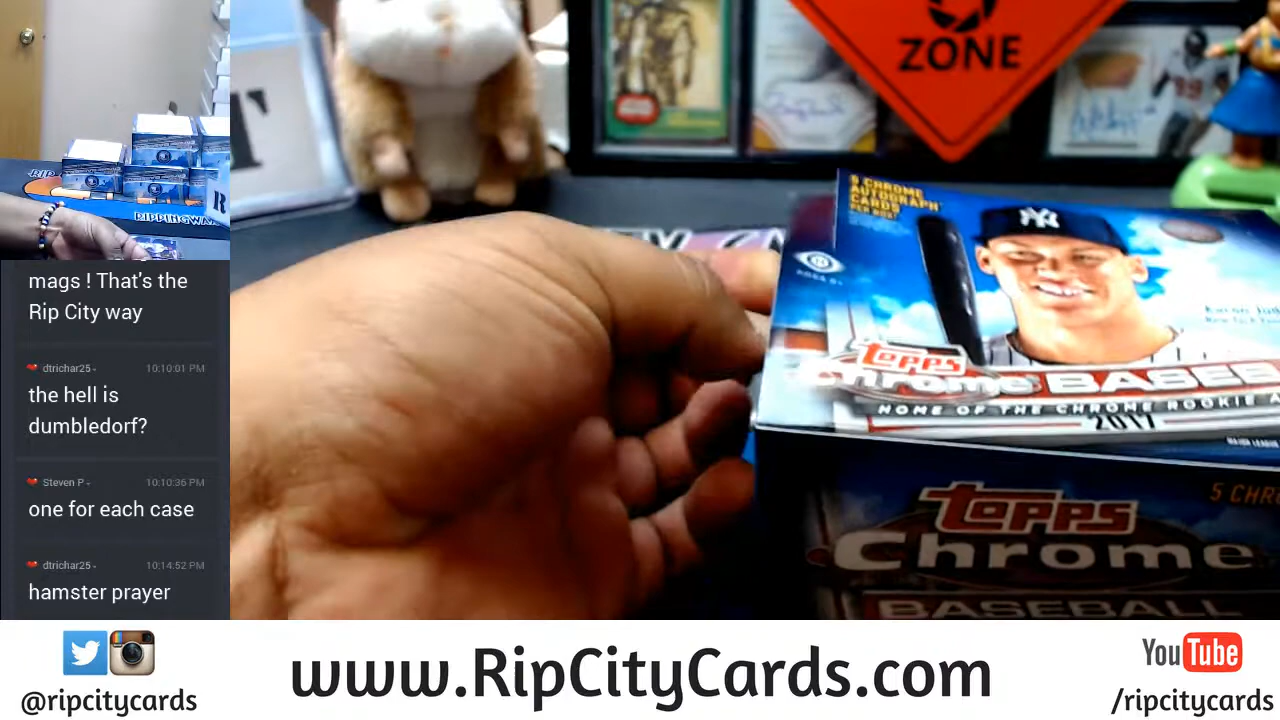 ZONE
RIPPINGWAX
mags ! That's the
Rip City way
dtrichar25 -
10:10:01 PM
the hell is
dumbledorf?
Steven P -
10:10:36 PM
one for each case
dtrichar25 -
10:14:52 PM
hamster prayer
5 CHROME
AUTOGRAPH
CARDS
PER BOX!
NY
topps
Chrome BASEB
HOME OF THE CHROME ROOKIE A
2017
5 CHR
topps
Chrome
BASEBALL
@ripcitycards
www.RipCityCards.com
YouTube
/ripcitycards